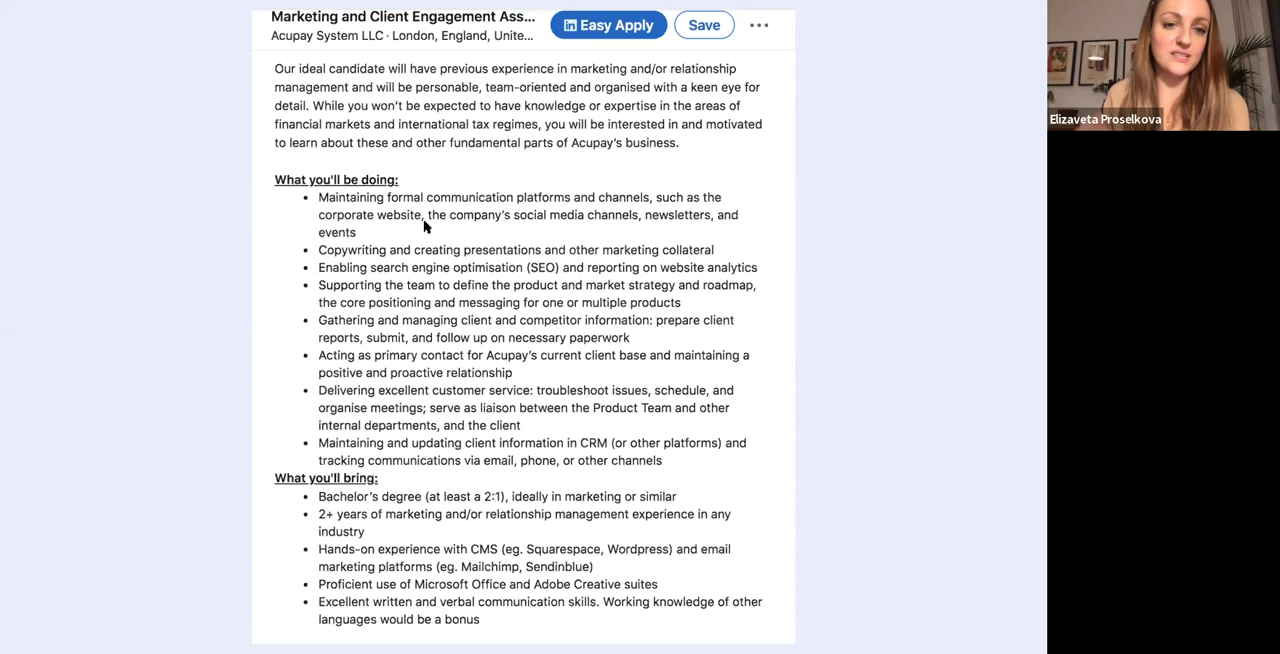 Marketing and Client Engagement Ass...
Easy Apply
Save
Acupay System LLC · London, England, Unite...
Our ideal candidate will have previous experience in marketing and/or relationship
management and will be personable, team-oriented and organised with a keen eye for
detail. While you won't be expected to have knowledge or expertise in the areas of
financial markets and international tax regimes, you will be interested in and motivated
to learn about these and other fundamental parts of Acupay's business.
What you'll be doing:
• Maintaining formal communication platforms and channels, such as the
corporate website, the company's social media channels, newsletters, and
events
• Copywriting and creating presentations and other marketing collateral
• Enabling search engine optimisation (SEO) and reporting on website analytics
• Supporting the team to define the product and market strategy and roadmap,
the core positioning and messaging for one or multiple products
• Gathering and managing client and competitor information: prepare client
reports, submit, and follow up on necessary paperwork
• Acting as primary contact for Acupay's current client base and maintaining a
positive and proactive relationship
• Delivering excellent customer service: troubleshoot issues, schedule, and
organise meetings; serve as liaison between the Product Team and other
internal departments, and the client
• Maintaining and updating client information in CRM (or other platforms) and
tracking communications via email, phone, or other channels
What you'll bring:
• Bachelor's degree (at least a 2:1), ideally in marketing or similar
• 2+ years of marketing and/or relationship management experience in any
industry
• Hands-on experience with CMS (eg. Squarespace, Wordpress) and email
marketing platforms (eg. Mailchimp, Sendinblue)
• Proficient use of Microsoft Office and Adobe Creative suites
• Excellent written and verbal communication skills. Working knowledge of other
languages would be a bonus
Elizaveta Proselkova